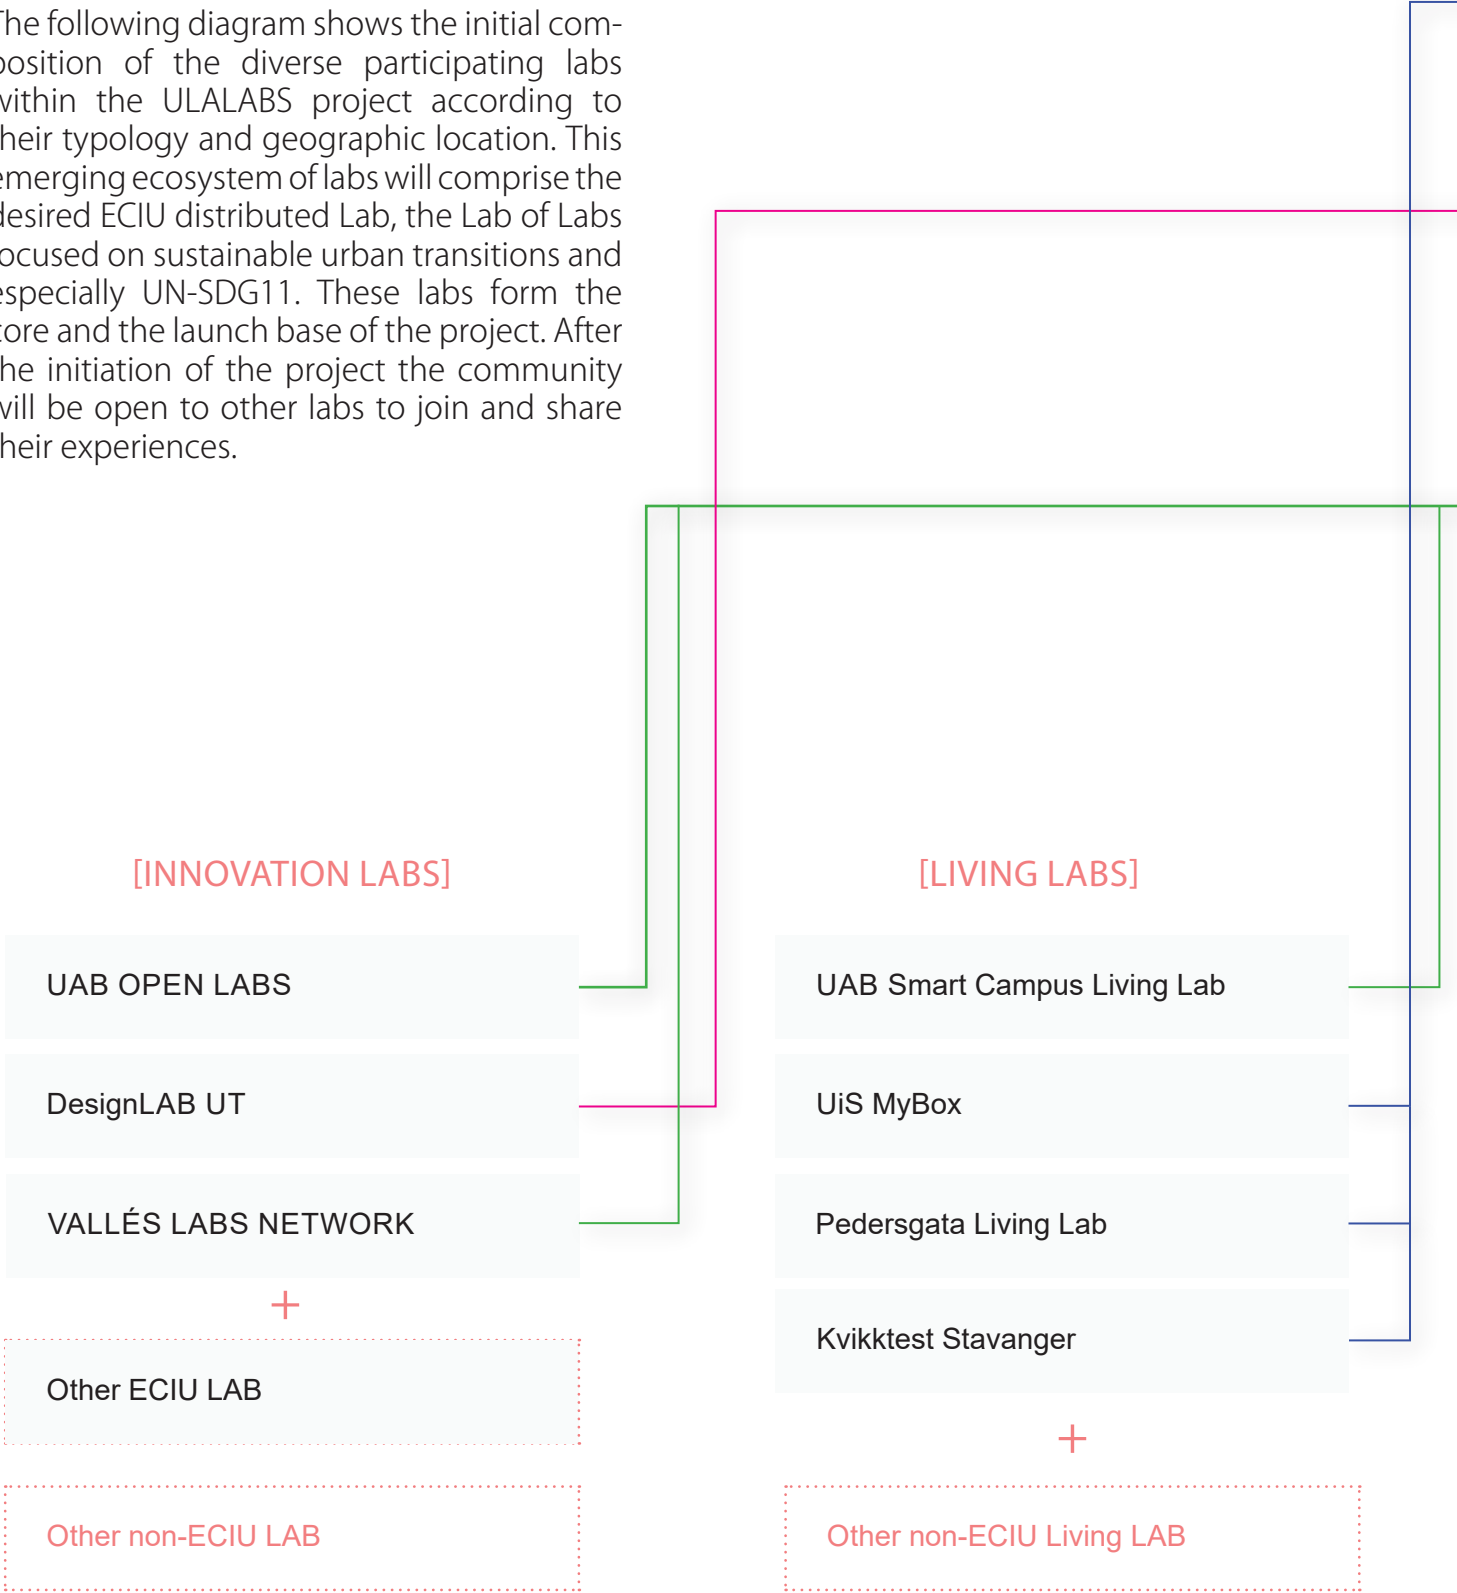 The following diagram shows the initial com-
position of the diverse participating labs
within the ULALABS project according to
their typology and geographic location. This
emerging ecosystem of labs will comprise the
desired ECIU distributed Lab, the Lab of Labs
focused on sustainable urban transitions and
especially UN-SDG11. These labs form the
core and the launch base of the project. After
the initiation of the project the community
will be open to other labs to join and share
their experiences.
[INNOVATION LABS]
UAB OPEN LABS
DesignLAB UT
VALLÉS LABS NETWORK
+
Other ECIU LAB
Other non-ECIU LAB
[LIVING LABS]
UAB Smart Campus Living Lab
UiS MyBox
Pedersgata Living Lab
Kvikktest Stavanger
+
Other non-ECIU Living LAB